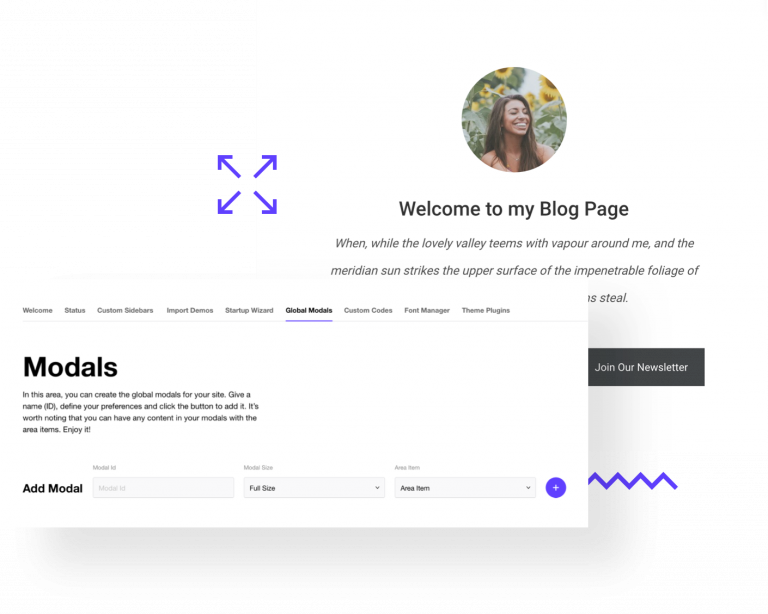 Welcome to my Blog Page
When, while the lovely valley teems with vapour around me, and the
meridian sun strikes the upper surface of the impenetrable foliage of
steal.
Join Our Newsletter
Welcome Status Custom Sidebars Import Demos Startup Wizard Global Modals Custom Codes Font Manager Theme Plugins
Modals
In this area, you can create the global modals for your site. Give a
name (ID), define your preferences and click the button to add it. It's
worth noting that you can have any content in your modals with the
area items. Enjoy it!
Modal Id Modal Size Area Item
Add Modal Modal Id Full Size Area Item +